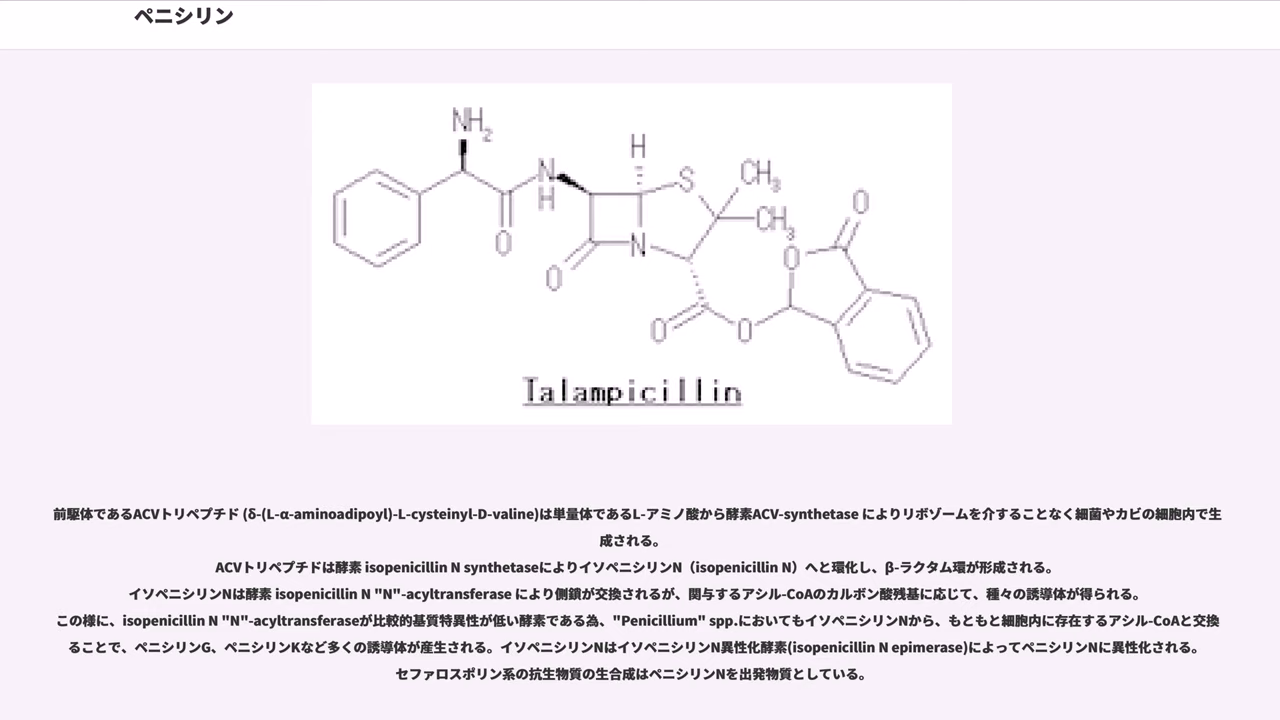 ペニシリン
NH2
H
N
H
S
CH3
CH3
O
O
O
N
O
O
O
Talampicillin
前駆体であるACVトリペプチド (δ-(L-α-aminoadipoyl)-L-cysteinyl-D-valine)は単量体であるL-アミノ酸から酵素ACV-synthetase によりリボゾームを介することなく細菌やカビの細胞内で生
成される。
ACVトリペプチドは酵素 isopenicillin N synthetaseによりイソペニシリンN（isopenicillin N）へと環化し、β-ラクタム環が形成される。
イソペニシリンNは酵素 isopenicillin N "N"-acyltransferase により側鎖が交換されるが、関与するアシル-CoAのカルボン酸残基に応じて、種々の誘導体が得られる。
この様に、isopenicillin N "N"-acyltransferaseが比較的基質特異性が低い酵素である為、"Penicillium" spp.においてもイソペニシリンNから、もともと細胞内に存在するアシル-CoAと交換
ることで、ペニシリンG、ペニシリンKなど多くの誘導体が産生される。イソペニシリンNはイソペニシリンN異性化酵素(isopenicillin N epimerase)によってペニシリンNに異性化される。
セファロスポリン系の抗生物質の生合成はペニシリンNを出発物質としている。